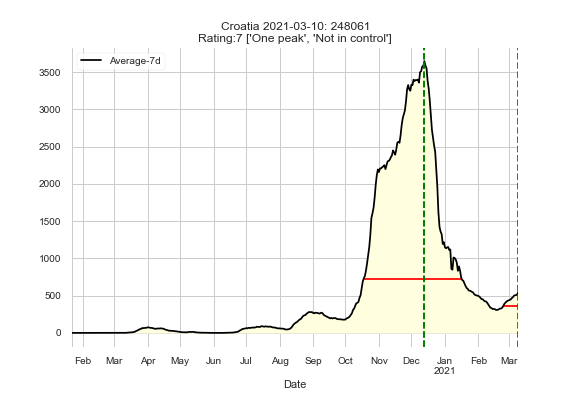 Croatia 2021-03-10: 248061
Rating:7 ['One peak', 'Not in control']
Average-7d
3500
3000
2500
2000
1500
1000
500
0
Feb Mar Apr May Jun Jul Aug Sep Oct Nov Dec Jan Feb Mar
2021
Date